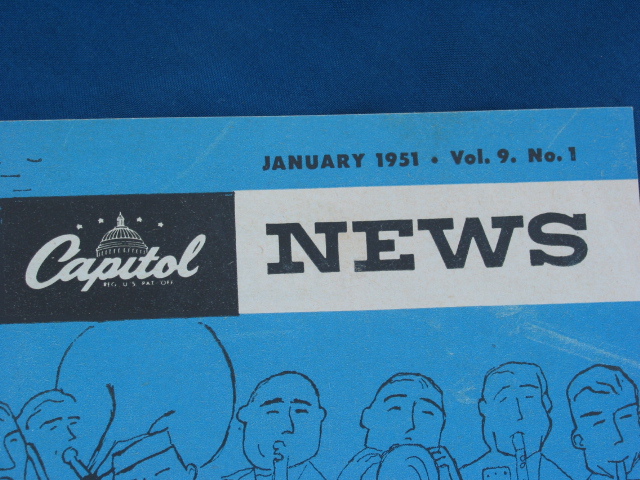 JANUARY 1951 • Vol. 9. No. 1
Capitol
REG. U.S. PAT. OFF.
NEWS